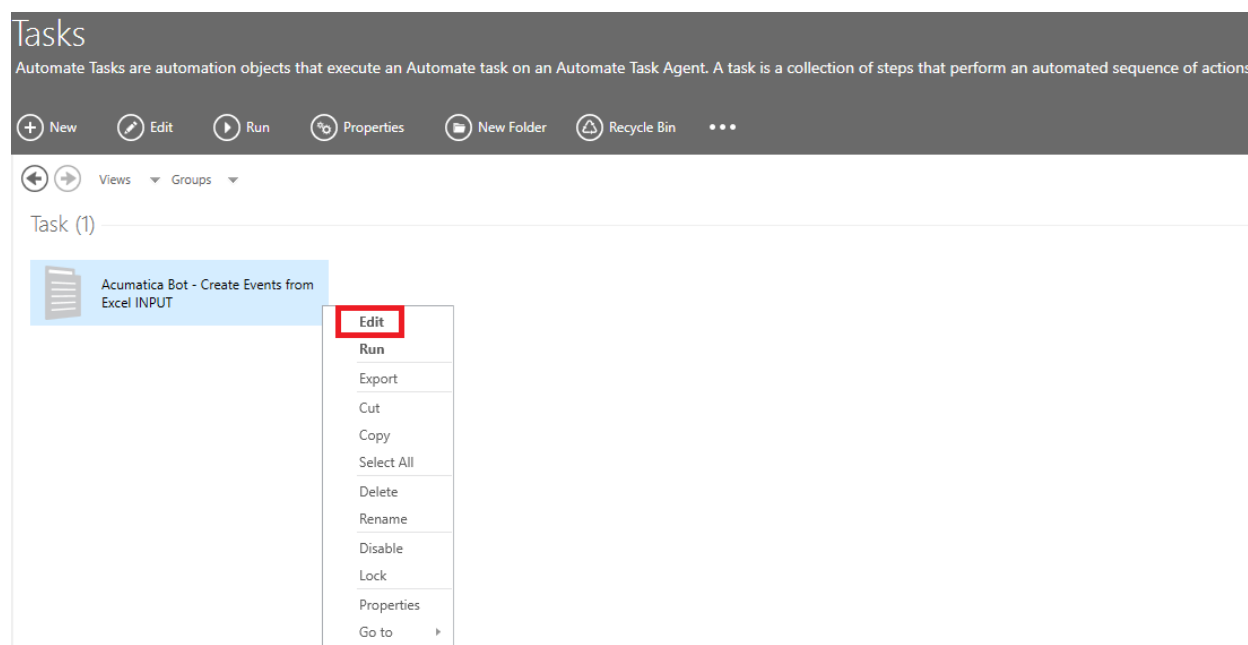 Tasks
Automate Tasks are automation objects that execute an Automate task on an Automate Task Agent. A task is a collection of steps that perform an automated sequence of actions
New Edit Run Properties New Folder Recycle Bin
Views Groups
Task (1)
Acumatica Bot - Create Events from
Excel INPUT
Edit
Run
Export
Cut
Copy
Select All
Delete
Rename
Disable
Lock
Properties
Go to